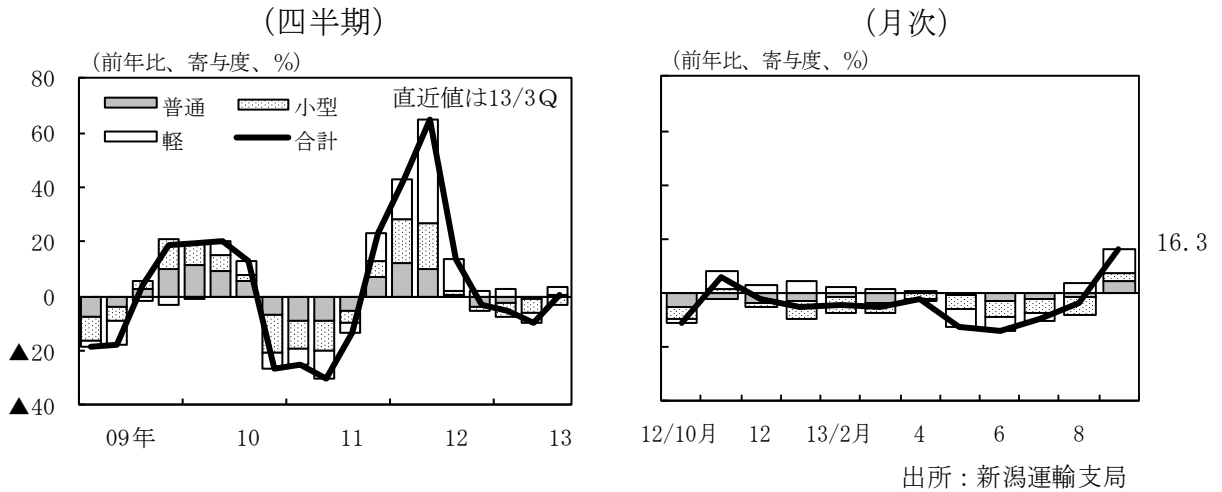 (四半期)
(前年比、寄与度、%)
80
60
40
20
0
▲20
▲40
普通
小型
軽
合計
直近値は13/3Q
09年
10
11
12
13
(月次)
(前年比、寄与度、%)
16.3
12/10月
12
13/2月
4
6
8
出所：新潟運輸支局